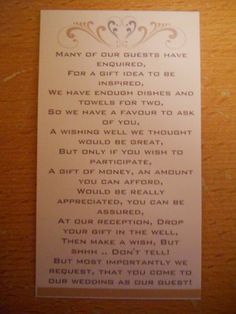 Many of our guests have
enquired,
For a gift idea to be
inspired,
We have enough dishes and
towels for two,
So we have a favour to ask
of you,
A wishing well we thought
would be great,
But only if you wish to
participate,
A gift of money, an amount
you can afford,
Would be really
appreciated, you can be
assured,
At our reception, Drop
your gift in the well,
Then make a wish, But
shhh .. Don't tell!
But most importantly we
request, that you come to
our wedding as our guest!